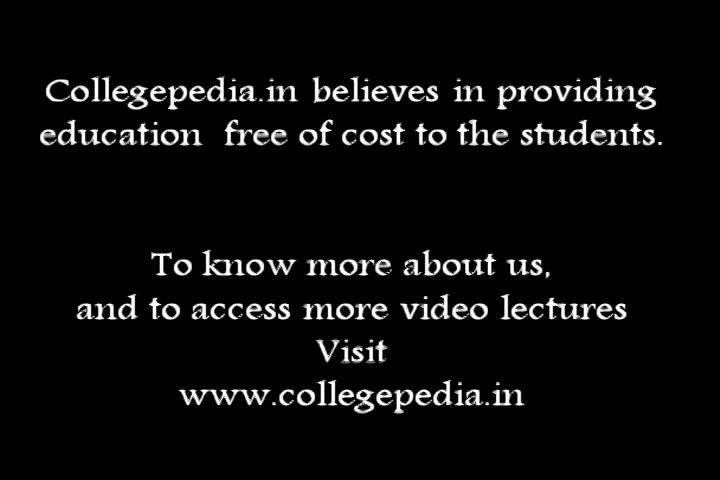 Collegepedia.in believes in providing
education free of cost to the students.
To know more about us,
and to access more video lectures
Visit
www.collegepedia.in